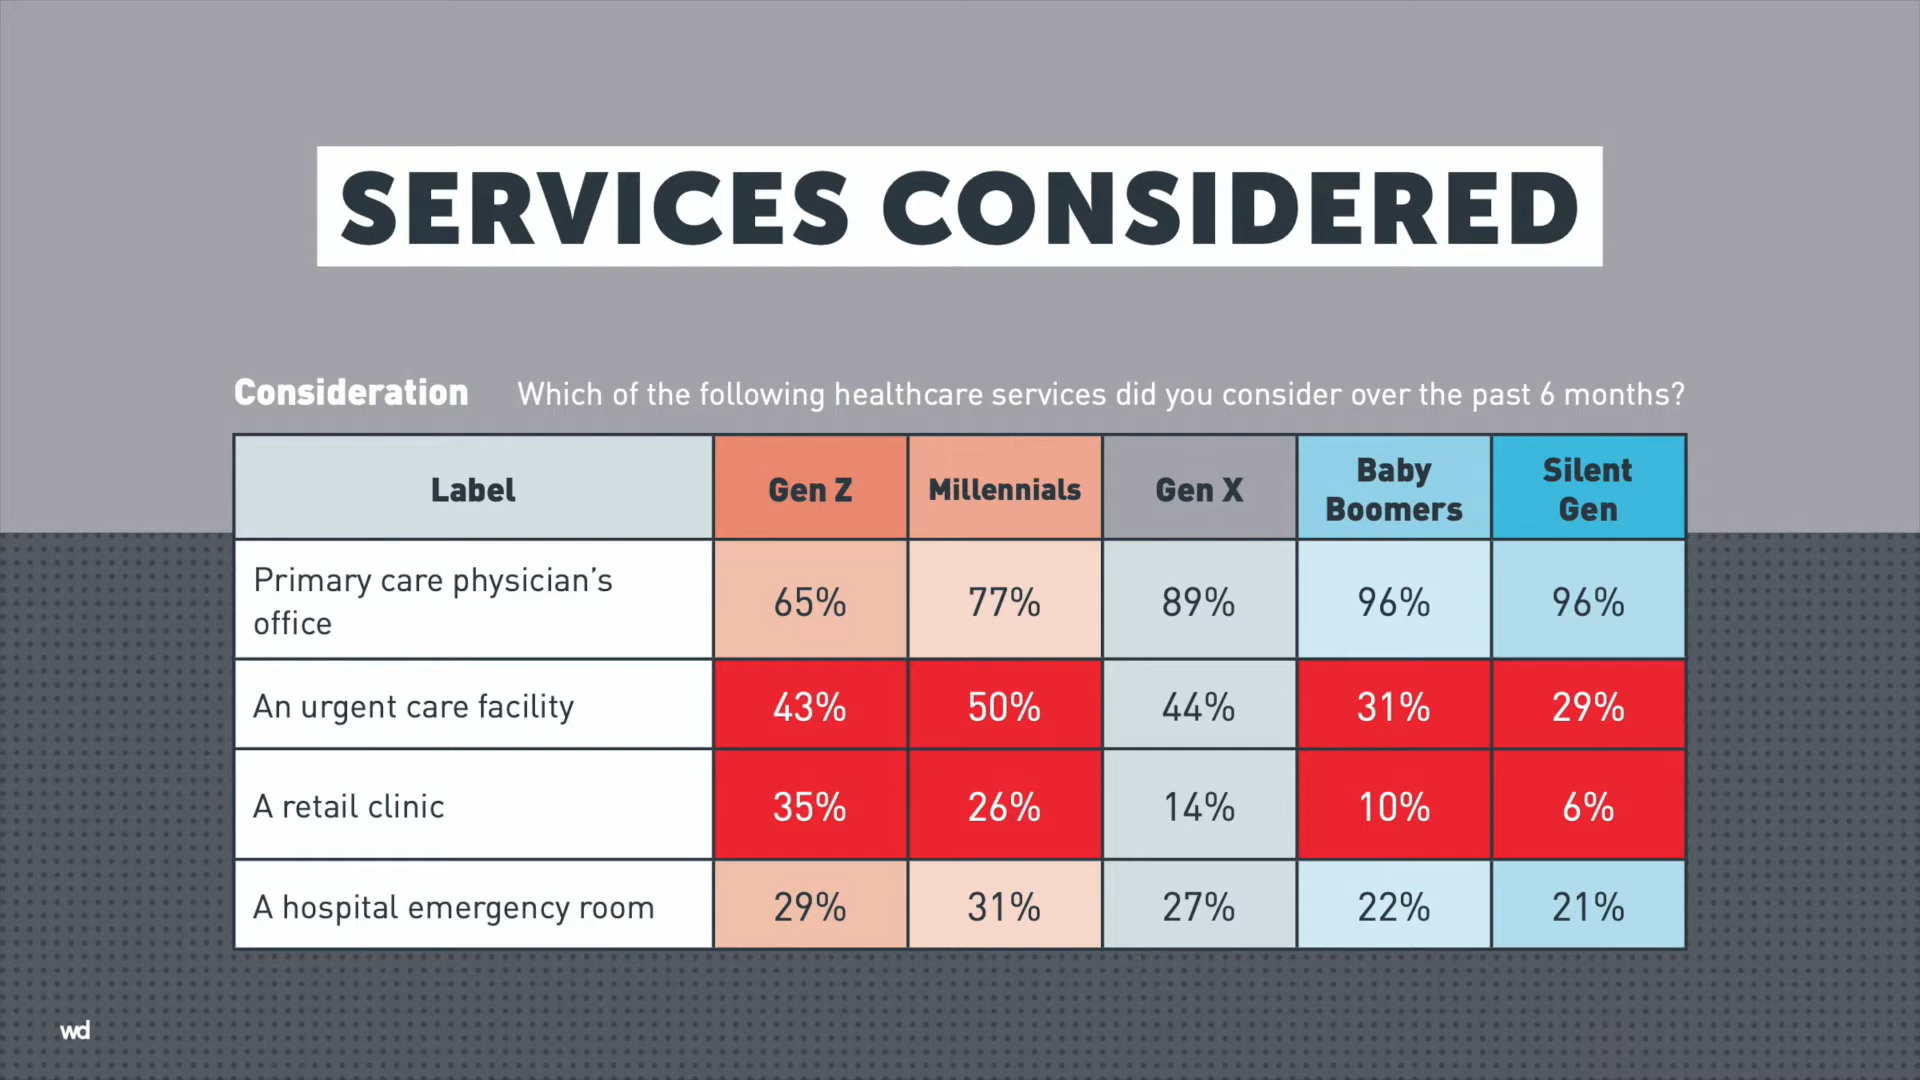 SERVICES CONSIDERED
Consideration Which of the following healthcare services did you consider over the past 6 months?
Label Gen Z Millennials Gen X Baby Boomers Silent Gen
Primary care physician’s office 65% 77% 89% 96% 96%
An urgent care facility 43% 50% 44% 31% 29%
A retail clinic 35% 26% 14% 10% 6%
A hospital emergency room 29% 31% 27% 22% 21%
wd